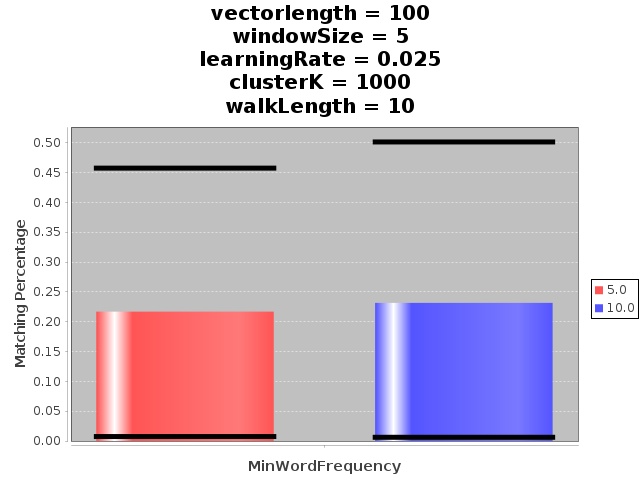 vectorlength = 100
windowSize = 5
learningRate = 0.025
clusterK = 1000
walkLength = 10
0.50
0.45
0.40
0.35
0.30
0.25
0.20
0.15
0.10
0.05
0.00
Matching Percentage
MinWordFrequency
5.0
10.0